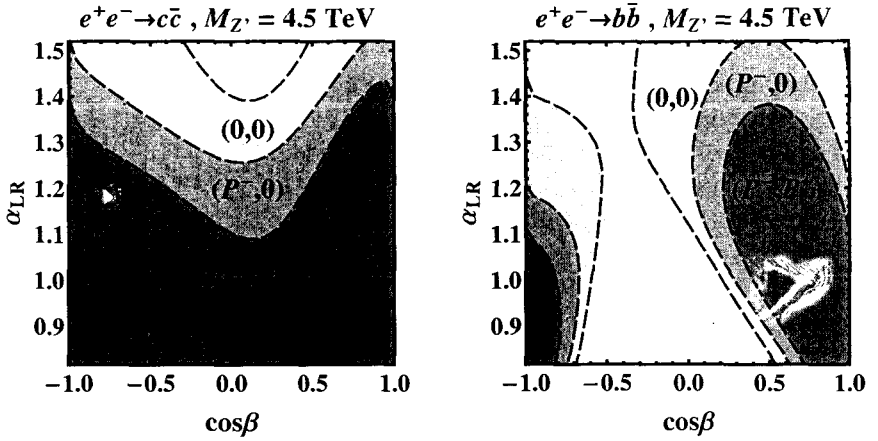 e⁺e⁻→cc̄ , M_Z' = 4.5 TeV
1.5
1.4
1.3
1.2
1.1
1.0
0.9
α_LR
(0,0)
(P⁻,0)
−1.0 −0.5 0.0 0.5 1.0
cosβ
e⁺e⁻→bb̄ , M_Z' = 4.5 TeV
1.5
1.4
1.3
1.2
1.1
1.0
0.9
α_LR
(0,0)
(P⁻,0)
−1.0 −0.5 0.0 0.5 1.0
cosβ